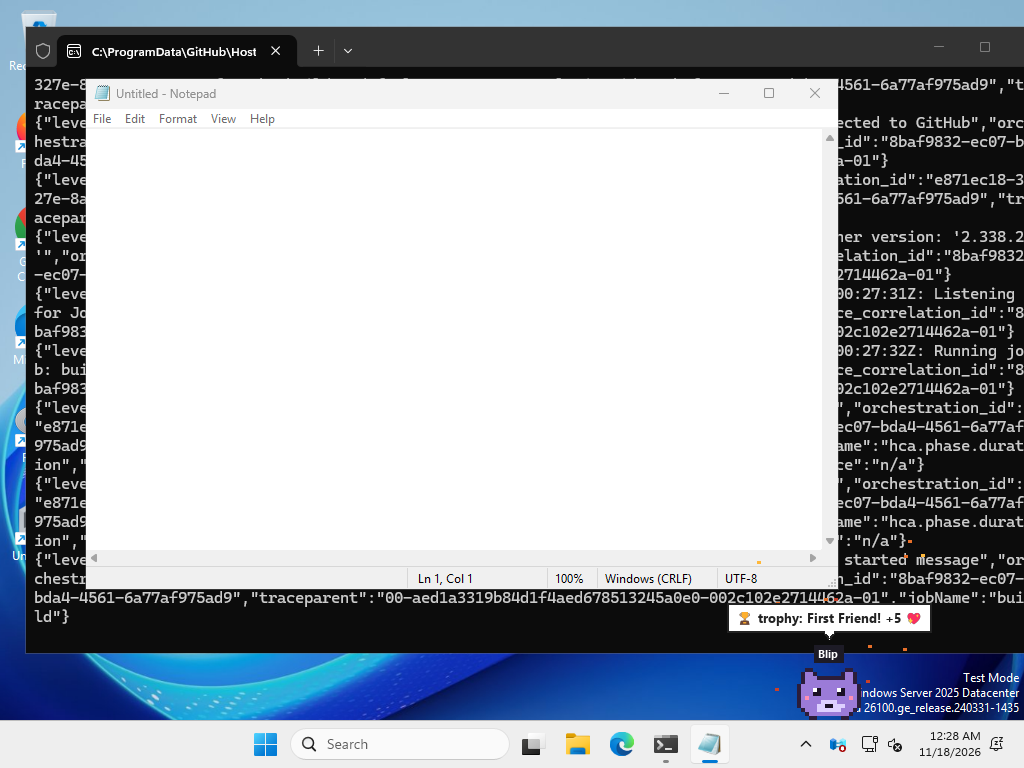 C:\ProgramData\GitHub\Host
327e-8
4561-6a77af975ad9","t
Untitled - Notepad
racepa
File Edit Format View Help
{"leve
ected to GitHub","orc
hestra
_id":"8baf9832-ec07-b
da4-45
a-01"}
{"leve
ation_id":"e871ec18-3
27e-8a
561-6a77af975ad9","tr
acepar
{"leve
ner version: '2.338.2
'","or
elation_id":"8baf9832
-ec07-
2714462a-01"}
{"leve
00:27:31Z: Listening
for Jo
ce_correlation_id":"8
baf983
02c102e2714462a-01"}
{"leve
00:27:32Z: Running jo
b: bui
ce_correlation_id":"8
baf983
02c102e2714462a-01"}
{"leve
","orchestration_id":
"e871e
ec07-bda4-4561-6a77af
975ad9
ame":"hca.phase.durat
ion","
ce":"n/a"}
{"leve
","orchestration_id":
"e871e
ec07-bda4-4561-6a77af
975ad9
ame":"hca.phase.durat
ion","
":"n/a"}
{"leve
started message","or
chestr
n_id":"8baf9832-ec07-
Ln 1, Col 1 100% Windows (CRLF) UTF-8
bda4-4561-6a77af975ad9","traceparent":"00-aed1a3319b84d1f4aed678513245a0e0-002c102e2714462a-01","jobName":"bui
ld"}
trophy: First Friend! +5
Blip
Test Mode
ndows Server 2025 Datacenter
26100.ge_release.240331-1435
Search
12:28 AM
11/18/2026